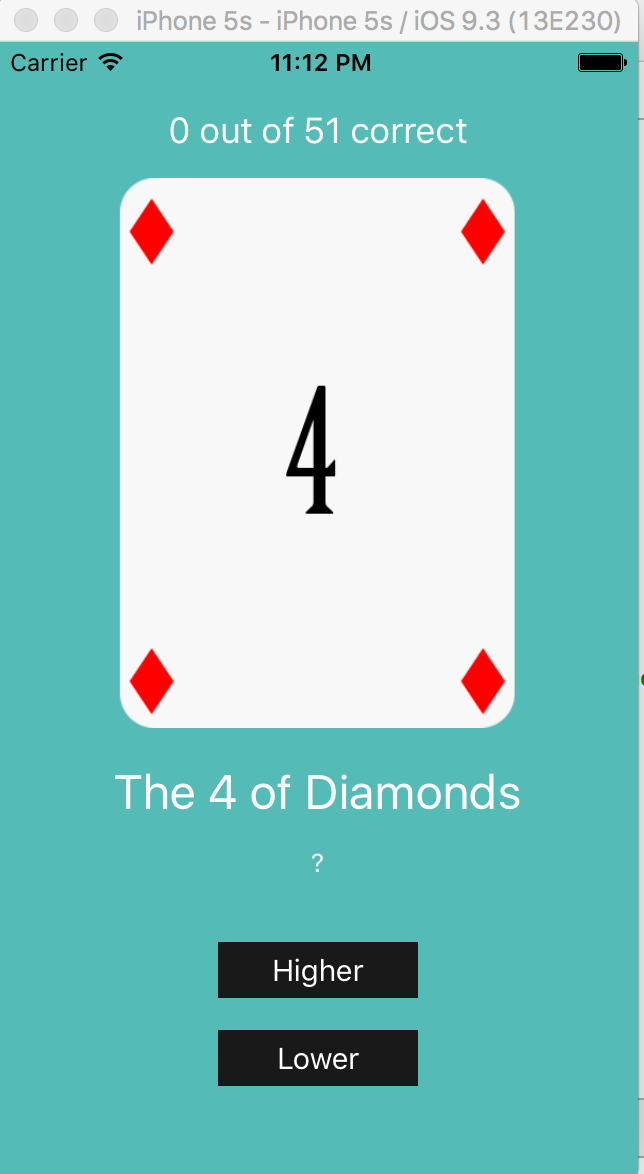 iPhone 5s - iPhone 5s / iOS 9.3 (13E230)
Carrier 11:12 PM
0 out of 51 correct
4
The 4 of Diamonds
?
Higher
Lower